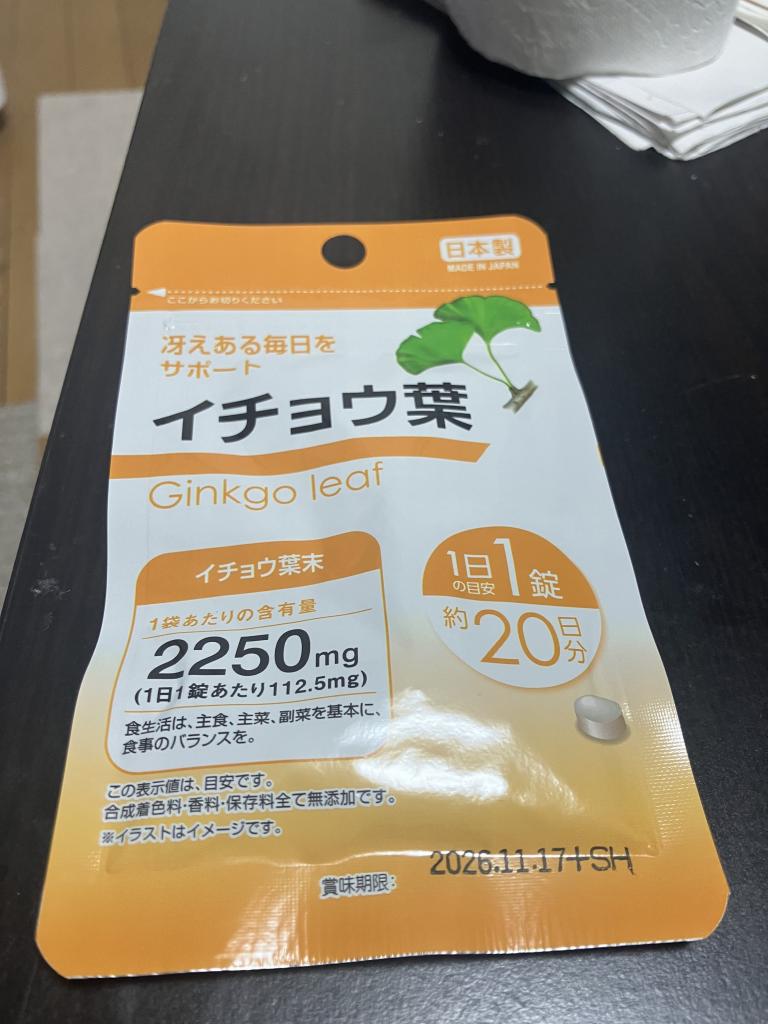 日本製
MADE IN JAPAN
ここからお切りください
冴えある毎日を
サポート
イチョウ葉
Ginkgo leaf
イチョウ葉末
1袋あたりの含有量
2250mg
(1日1錠あたり112.5mg)
食生活は、主食、主菜、副菜を基本に、
食事のバランスを。
1日の目安1錠
約20日分
この表示値は、目安です。
合成着色料・香料・保存料全て無添加です。
※イラストはイメージです。
賞味期限:
2026.11.17+SH